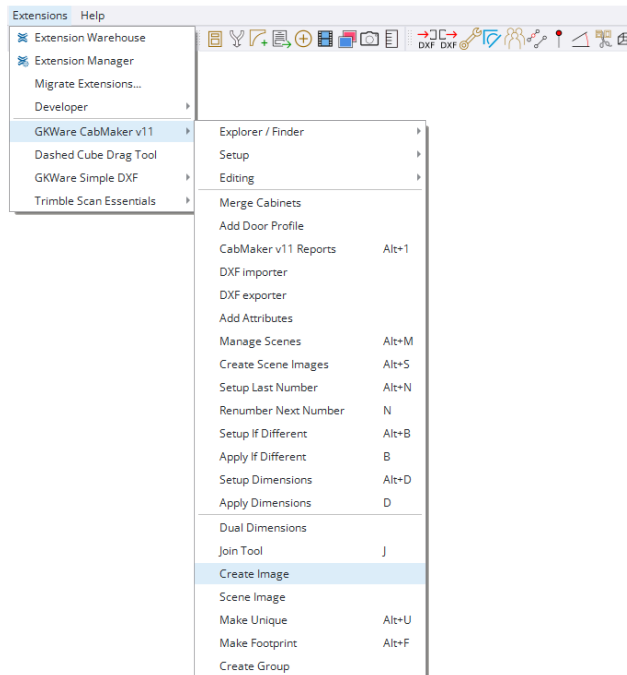 Extensions Help
Extension Warehouse
Extension Manager
Migrate Extensions...
Developer
GKWare CabMaker v11
Dashed Cube Drag Tool
GKWare Simple DXF
Trimble Scan Essentials
DXF DXF
Explorer / Finder
Setup
Editing
Merge Cabinets
Add Door Profile
CabMaker v11 Reports Alt+1
DXF importer
DXF exporter
Add Attributes
Manage Scenes Alt+M
Create Scene Images Alt+S
Setup Last Number Alt+N
Renumber Next Number N
Setup If Different Alt+B
Apply If Different B
Setup Dimensions Alt+D
Apply Dimensions D
Dual Dimensions
Join Tool J
Create Image
Scene Image
Make Unique Alt+U
Make Footprint Alt+F
Create Group